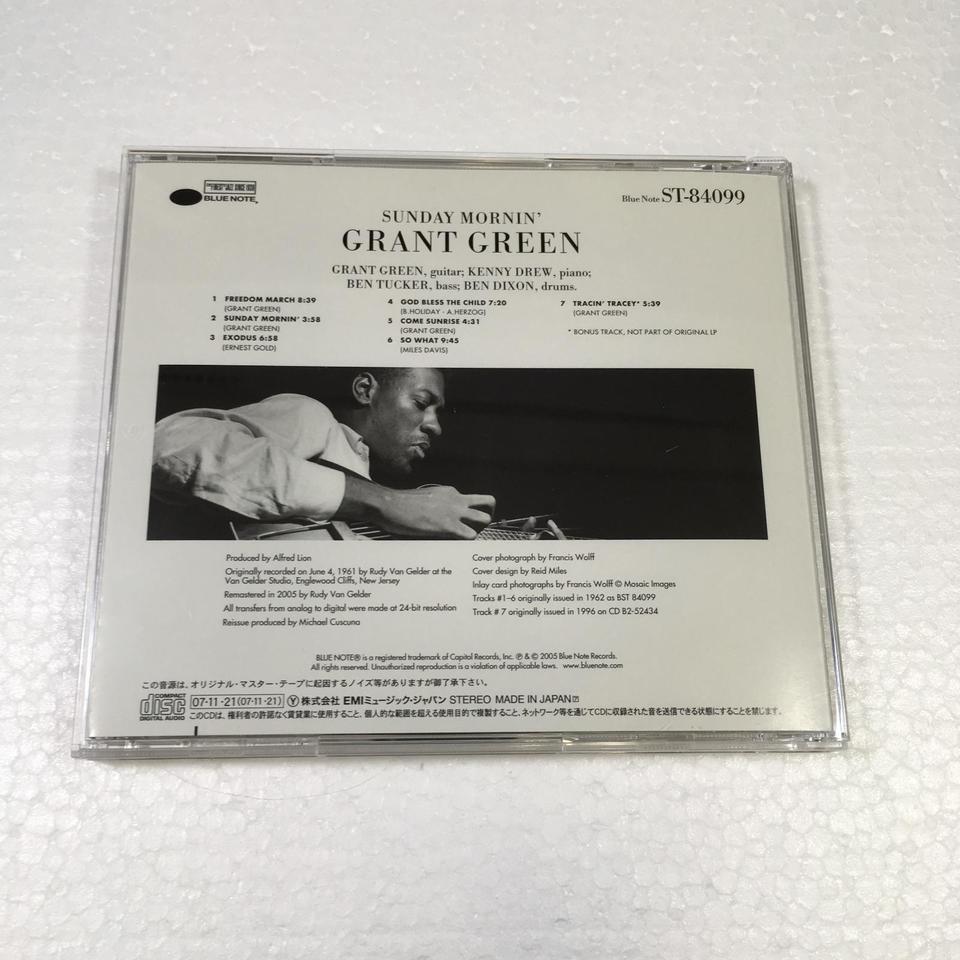 THE FINEST IN JAZZ SINCE 1939
BLUE NOTE
Blue Note ST-84099
SUNDAY MORNIN'
GRANT GREEN
GRANT GREEN, guitar; KENNY DREW, piano;
BEN TUCKER, bass; BEN DIXON, drums.
1 FREEDOM MARCH 8:39
(GRANT GREEN)
2 SUNDAY MORNIN' 3:58
(GRANT GREEN)
3 EXODUS 6:58
(ERNEST GOLD)
4 GOD BLESS THE CHILD 7:20
(B.HOLIDAY - A.HERZOG)
5 COME SUNRISE 4:31
(GRANT GREEN)
6 SO WHAT 9:45
(MILES DAVIS)
7 TRACIN' TRACEY* 5:39
(GRANT GREEN)
* BONUS TRACK, NOT PART OF ORIGINAL LP
Produced by Alfred Lion
Originally recorded on June 4, 1961 by Rudy Van Gelder at the
Van Gelder Studio, Englewood Cliffs, New Jersey
Remastered in 2005 by Rudy Van Gelder
All transfers from analog to digital were made at 24-bit resolution
Reissue produced by Michael Cuscuna
Cover photograph by Francis Wolff
Cover design by Reid Miles
Inlay card photographs by Francis Wolff © Mosaic Images
Tracks #1-6 originally issued in 1962 as BST 84099
Track # 7 originally issued in 1996 on CD B2-52434
BLUE NOTE® is a registered trademark of Capitol Records, Inc. ℗ & © 2005 Blue Note Records.
All rights reserved. Unauthorized reproduction is a violation of applicable laws. www.bluenote.com
この音源は、オリジナル・マスター・テープに起因するノイズ等がありますが御了承下さい。
COMPACT disc DIGITAL AUDIO
07・11・21(07・11・21) Ⓨ株式会社 EMIミュージック・ジャパン STEREO MADE IN JAPAN
このCDは、権利者の許諾なく賃貸業に使用すること、個人的な範囲を超える使用目的で複製すること、ネットワーク等を通じてCDに収録された音を送信できる状態にすることを禁じます。